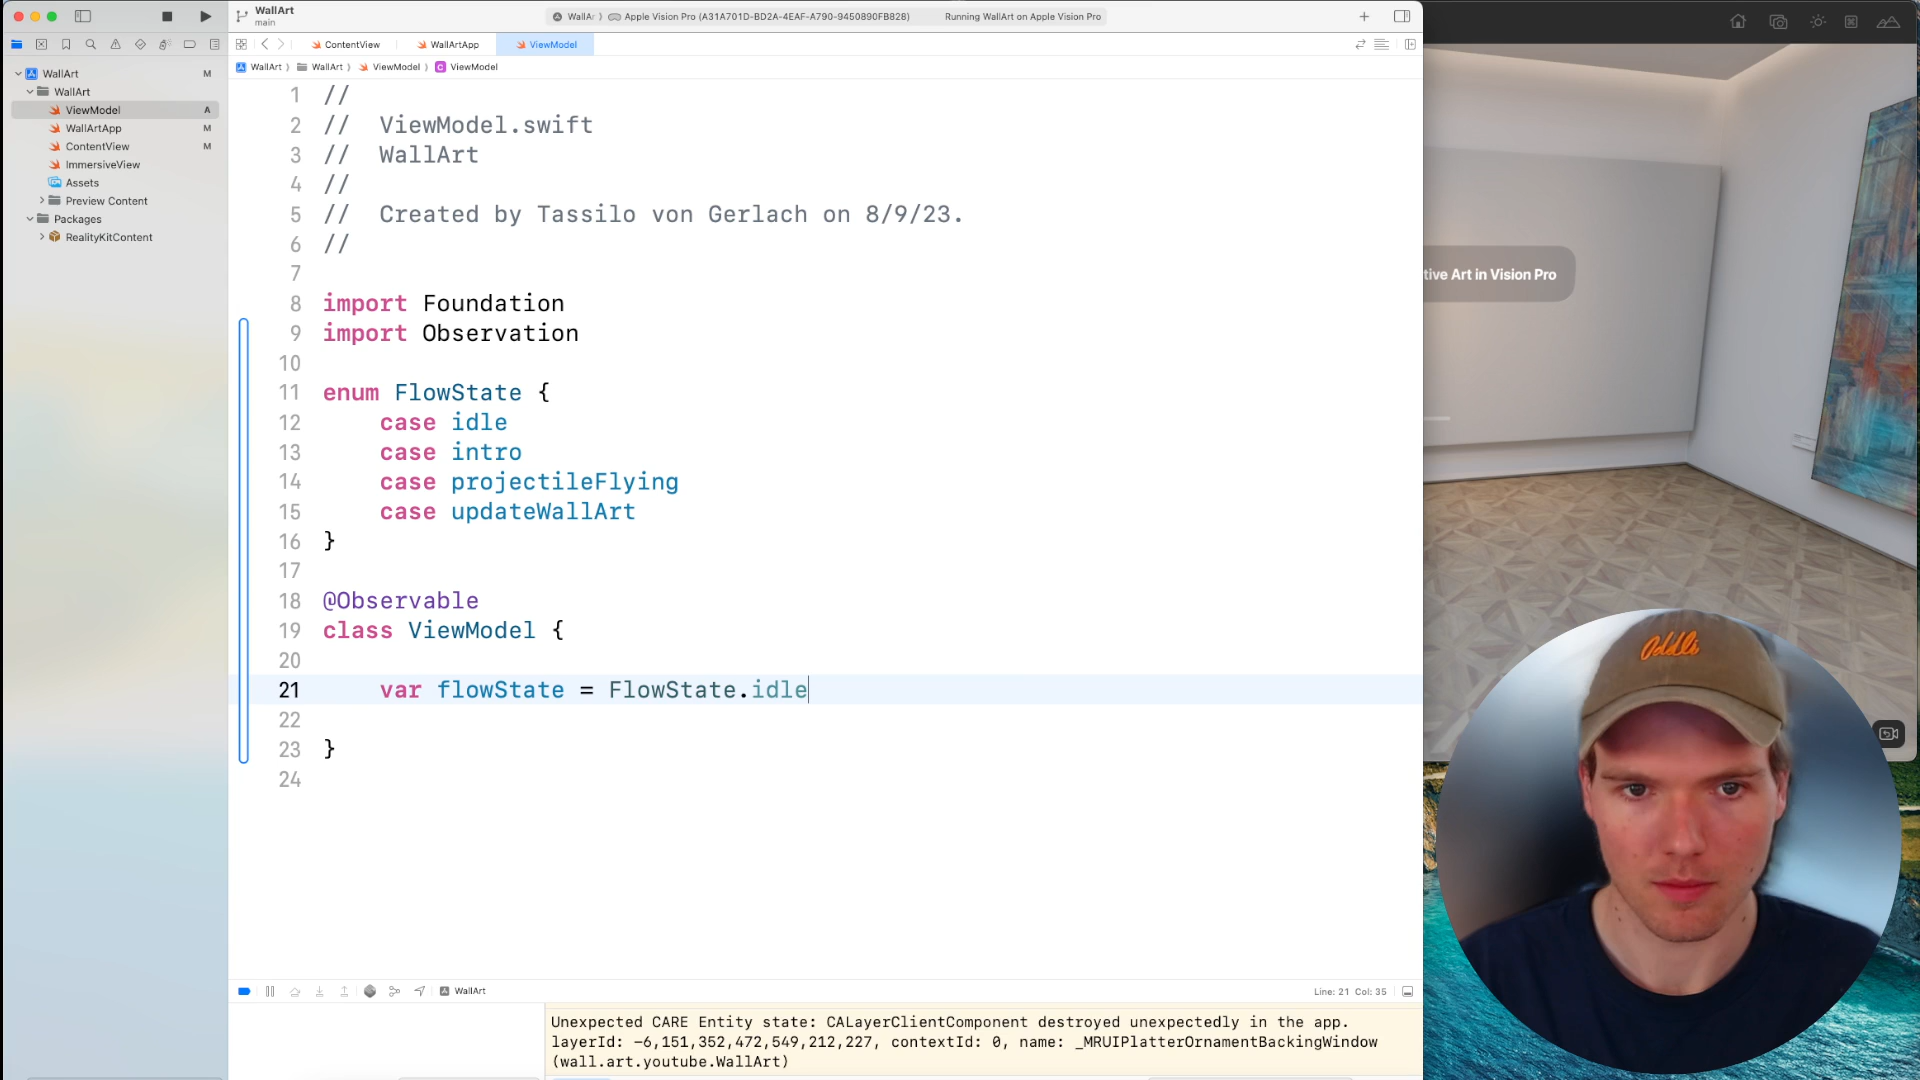 WallArt
main
WallAr
Apple Vision Pro (A31A701D-BD2A-4EAF-A790-9450890FB828)
Running WallArt on Apple Vision Pro
ContentView
WallArtApp
ViewModel
WallArt
WallArt
ViewModel
ViewModel
WallArt M
WallArt
ViewModel A
WallArtApp M
ContentView M
ImmersiveView
Assets
Preview Content
Packages
RealityKitContent
1 //
2 // ViewModel.swift
3 // WallArt
4 //
5 // Created by Tassilo von Gerlach on 8/9/23.
6 //
7
8 import Foundation
9 import Observation
10
11 enum FlowState {
12 case idle
13 case intro
14 case projectileFlying
15 case updateWallArt
16 }
17
18 @Observable
19 class ViewModel {
20
21 var flowState = FlowState.idle
22
23 }
24
tive Art in Vision Pro
Oddli
WallArt
Line: 21 Col: 35
Unexpected CARE Entity state: CALayerClientComponent destroyed unexpectedly in the app.
layerId: -6,151,352,472,549,212,227, contextId: 0, name: _MRUIPlatterOrnamentBackingWindow
(wall.art.youtube.WallArt)